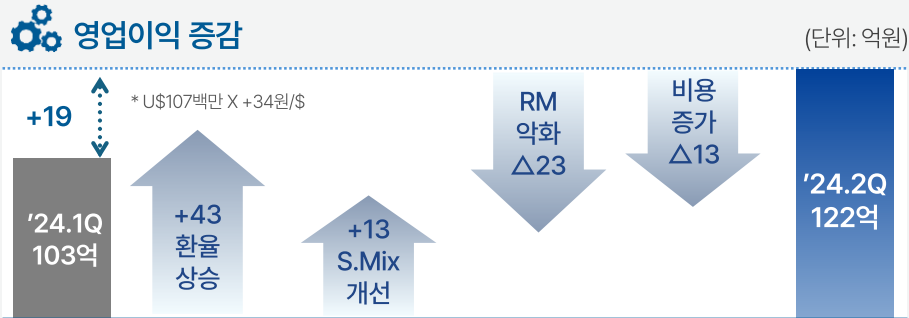 영업이익 증감
(단위: 억원)
+19
* U$107백만 X +34원/$
’24.1Q
103억
+43
환율
상승
+13
S.Mix
개선
RM
악화
△23
비용
증가
△13
’24.2Q
122억